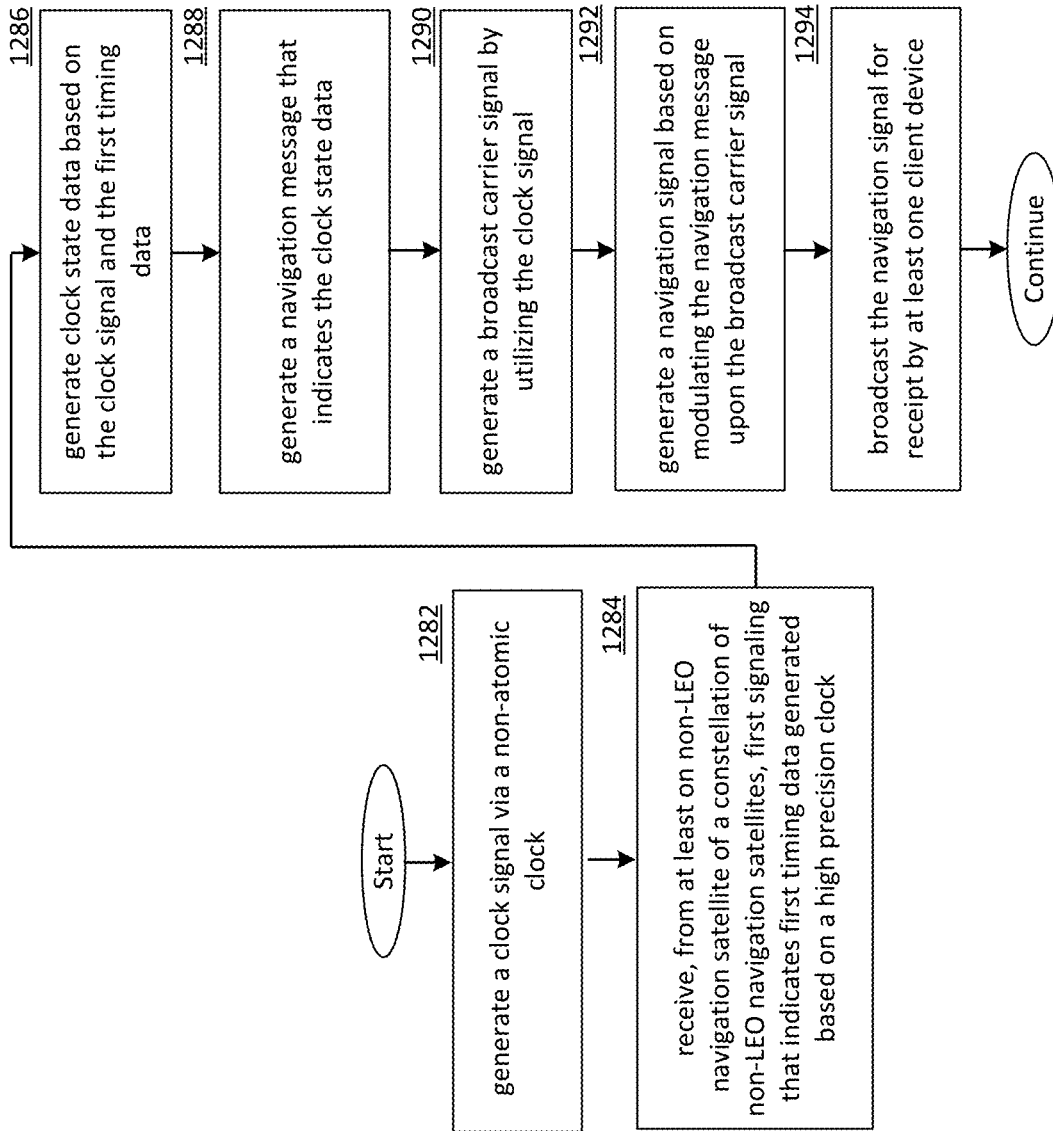 Start
1282
generate a clock signal via a non-atomic
clock
1284
receive, from at least on non-LEO
navigation satellite of a constellation of
non-LEO navigation satellites, first signaling
that indicates first timing data generated
based on a high precision clock
1286
generate clock state data based on
the clock signal and the first timing
data
1288
generate a navigation message that
indicates the clock state data
1290
generate a broadcast carrier signal by
utilizing the clock signal
1292
generate a navigation signal based on
modulating the navigation message
upon the broadcast carrier signal
1294
broadcast the navigation signal for
receipt by at least one client device
Continue